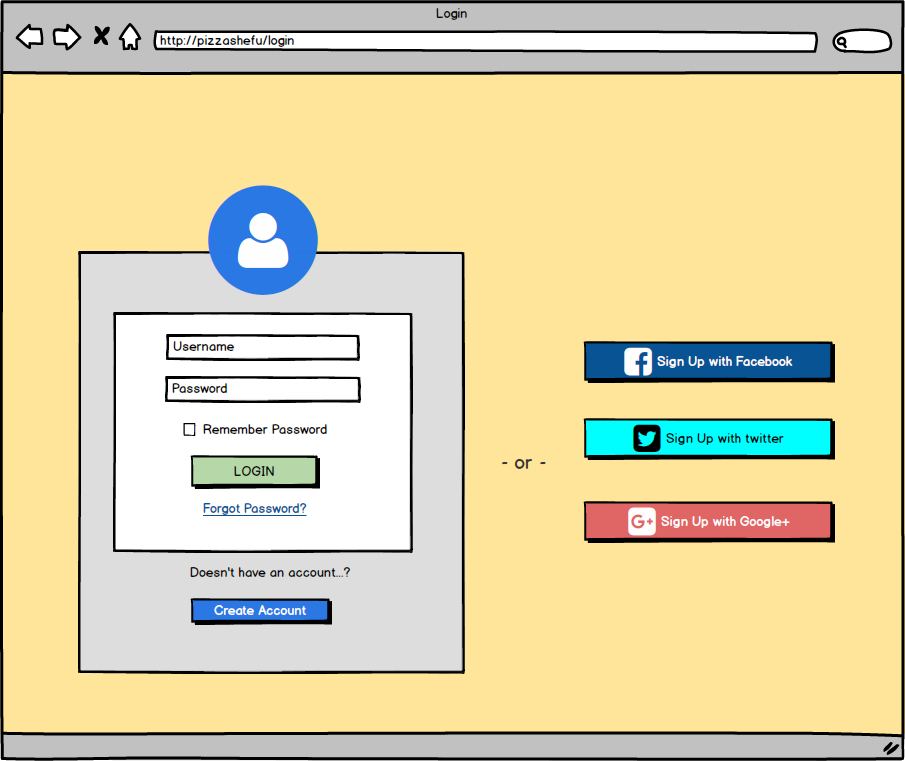 Login
http://pizzashefu/login
Username
Password
Remember Password
LOGIN
Forgot Password?
Doesn't have an account...?
Create Account
- or -
Sign Up with Facebook
Sign Up with twitter
G+ Sign Up with Google+